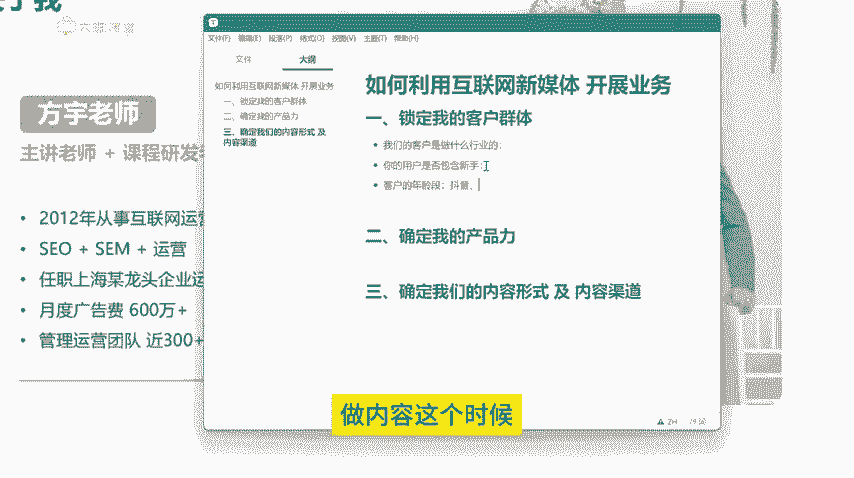 文件(F) 编辑(E) 段落(P) 格式(O) 视图(V) 主题(T) 帮助(H)
文件 大纲
如何利用互联网新媒体 开展业务
一、锁定我的客户群体
二、确定我的产品力
三、确定我们的内容形式 及
内容渠道
如何利用互联网新媒体 开展业务
一、锁定我的客户群体
• 我们的客户是做什么行业的：
• 你的用户是否包含新手：
• 客户的年龄段：抖音、
二、确定我的产品力
三、确定我们的内容形式 及 内容渠道
方宇老师
主讲老师 + 课程研发
• 2012年从事互联网运
• SEO + SEM + 运营
• 任职上海某龙头企业运
• 月度广告费 600万+
• 管理运营团队 近300+
做内容这个时候